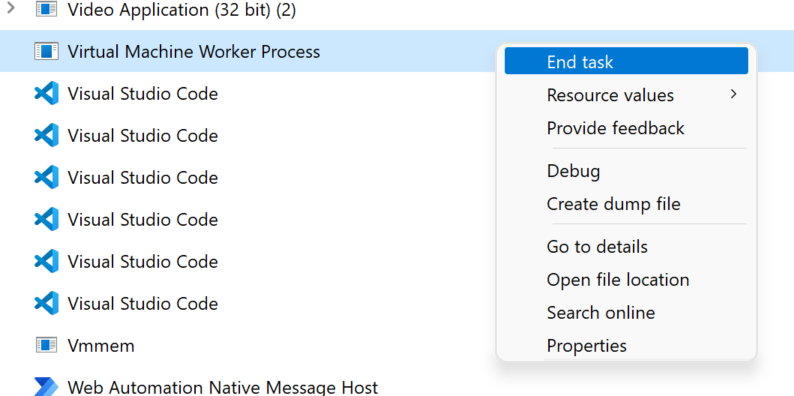 Video Application (32 bit) (2)
Virtual Machine Worker Process
Visual Studio Code
Visual Studio Code
Visual Studio Code
Visual Studio Code
Visual Studio Code
Visual Studio Code
Vmmem
Web Automation Native Message Host
End task
Resource values
Provide feedback
Debug
Create dump file
Go to details
Open file location
Search online
Properties